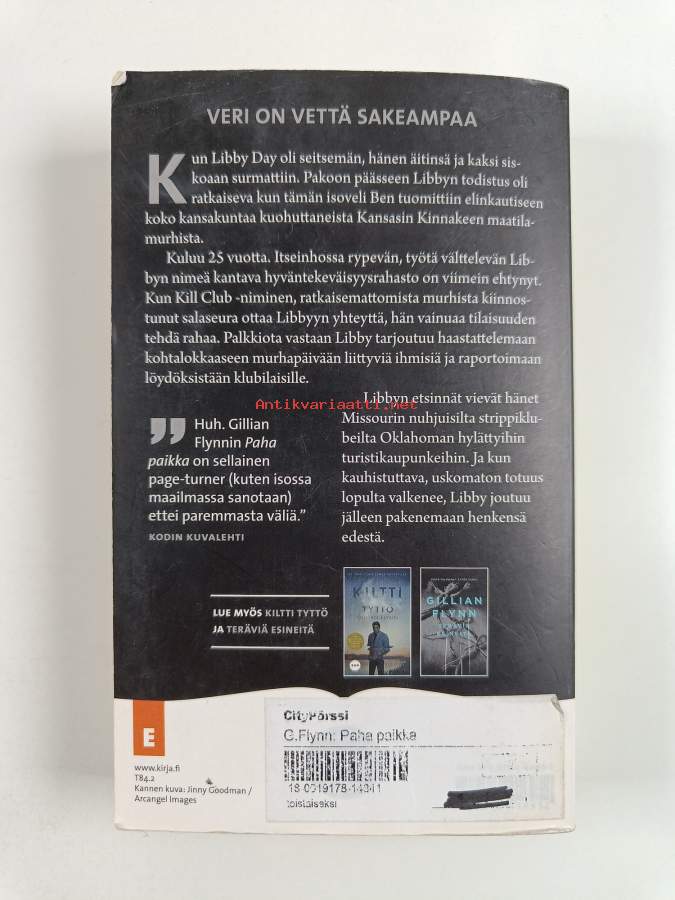 VERI ON VETTÄ SAKEAMPAA
Kun Libby Day oli seitsemän, hänen äitinsä ja kaksi sis-
koaan surmattiin. Pakoon päässeen Libbyn todistus oli
ratkaiseva kun tämän isoveli Ben tuomittiin elinkautiseen
koko kansakuntaa kuohuttaneista Kansasin Kinnakeen maatila-
murhista.
Kuluu 25 vuotta. Itseinhossa rypevän, työtä välttelevän Lib-
byn nimeä kantava hyväntekeväisyysrahasto on viimein ehtynyt.
Kun Kill Club -niminen, ratkaisemattomista murhista kiinnos-
tunut salaseura ottaa Libbyyn yhteyttä, hän vainuaa tilaisuuden
tehdä rahaa. Palkkiota vastaan Libby tarjoutuu haastattelemaan
kohtalokkaaseen murhapäivään liittyviä ihmisiä ja raportoimaan
löydöksistään klubilaisille.
Antikvariaatti.net
Libbyn etsinnät vievät hänet
Missourin nuhjuisilta strippiklu-
beilta Oklahoman hylättyihin
turistikaupunkeihin. Ja kun
kauhistuttava, uskomaton totuus
lopulta valkenee, Libby joutuu
jälleen pakenemaan henkensä
edestä.
” Huh. Gillian
Flynnin Paha
paikka on sellainen
page-turner (kuten isossa
maailmassa sanotaan)
ettei paremmasta väliä.”
KODIN KUVALEHTI
LUE MYÖS KILTTI TYTTÖ
JA TERÄVIÄ ESINEITÄ
KILTTI
TYTTÖ
GILLIAN
FLYNN
E
www.kirja.fi
T84.2
Kannen kuva: Jinny Goodman /
Arcangel Images
CityPörssi
G.Flynn: Paha paikka
toistaiseksi